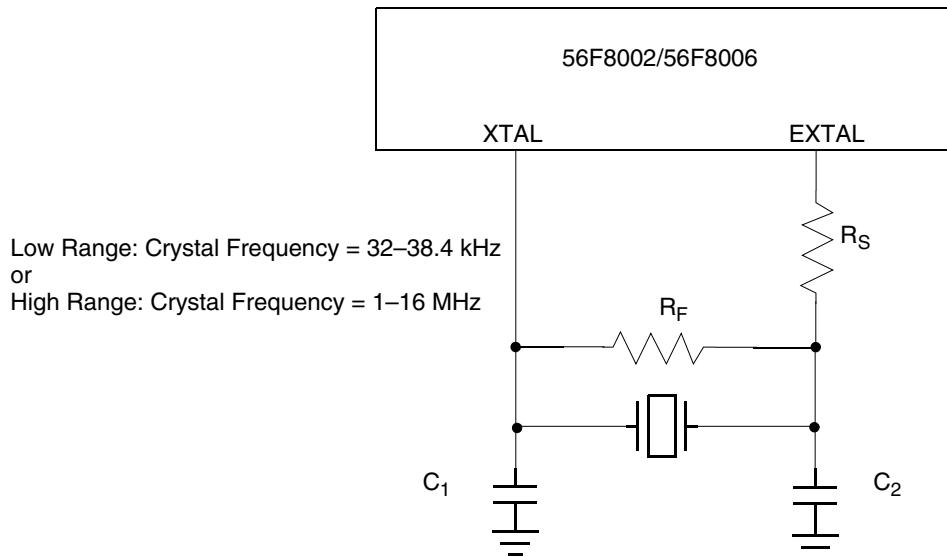 56F8002/56F8006
XTAL
EXTAL
R_S
Low Range: Crystal Frequency = 32–38.4 kHz
or
High Range: Crystal Frequency = 1–16 MHz
R_F
C_1
C_2